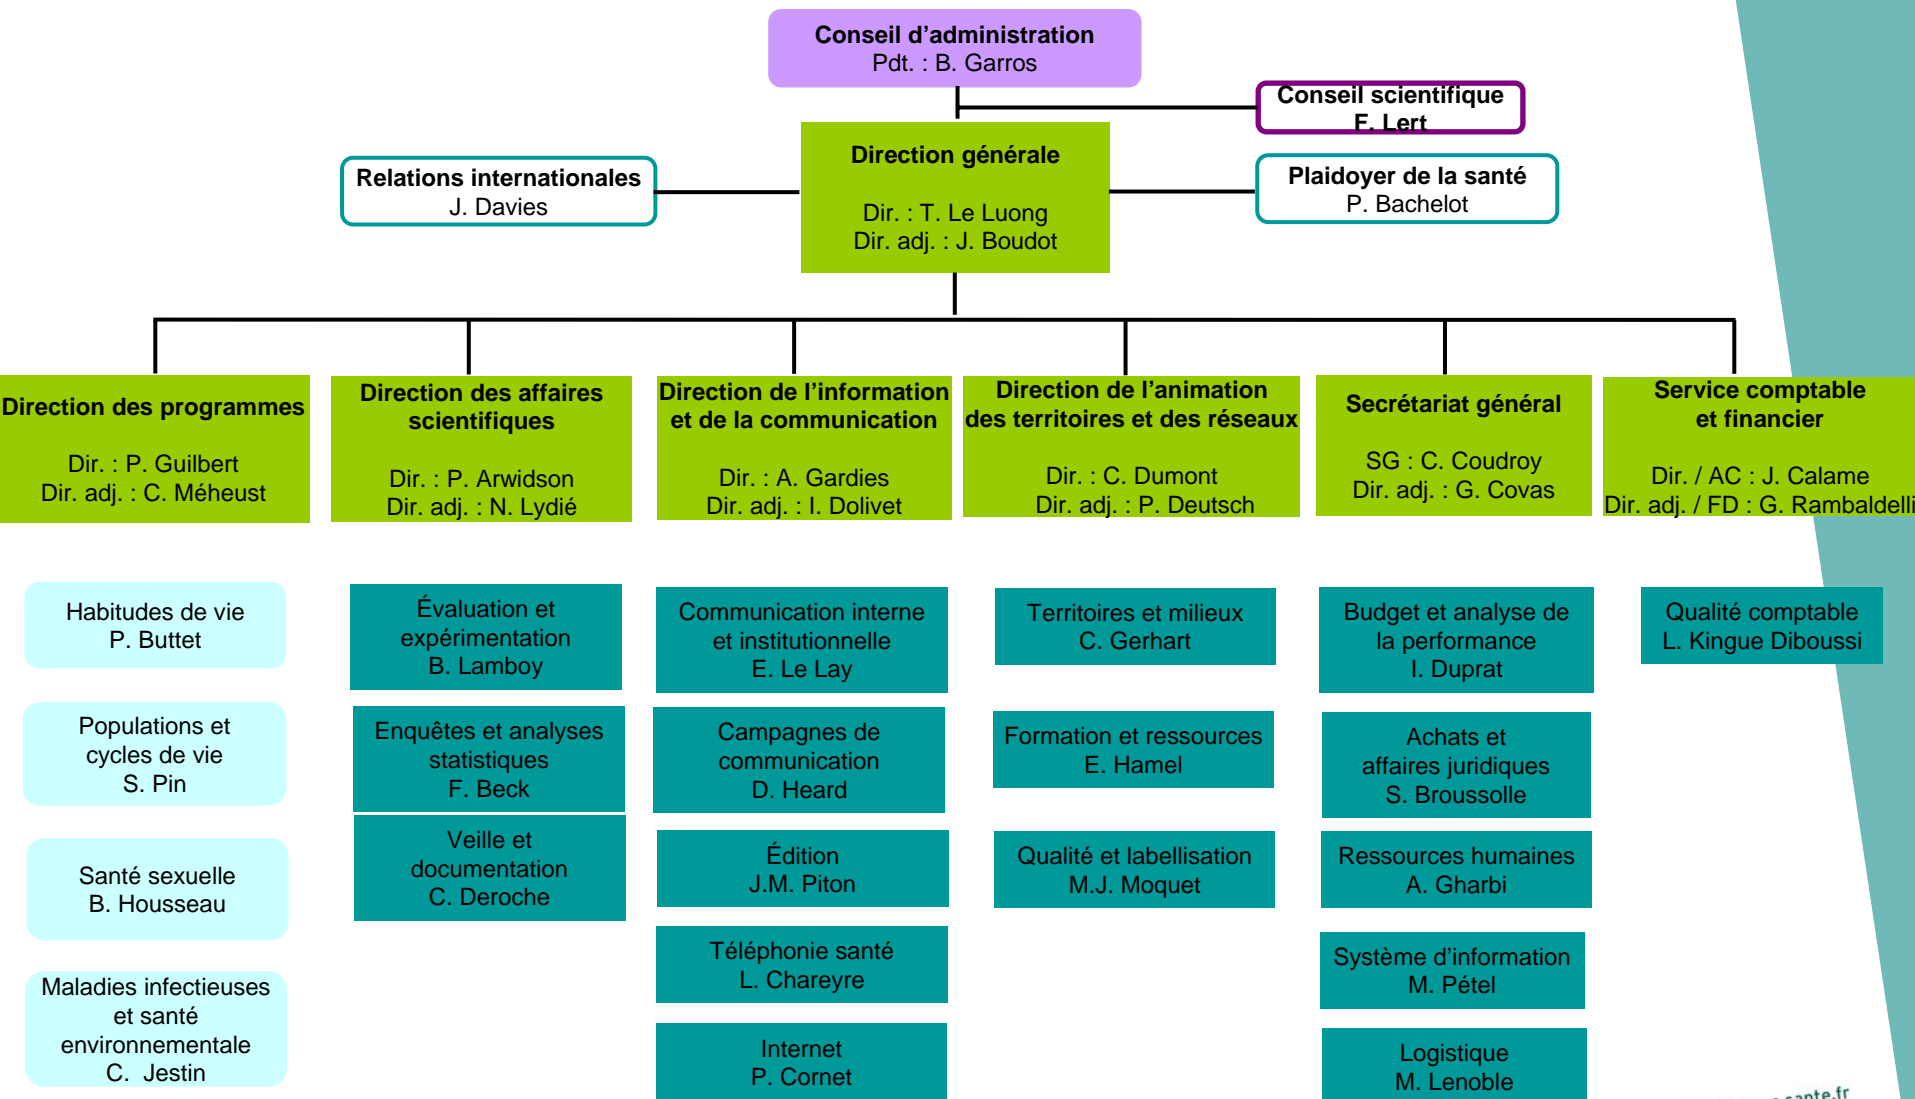 Conseil d'administration
Pdt. : B. Garros
Conseil scientifique
F. Lert
Direction générale
Dir. : T. Le Luong
Dir. adj. : J. Boudot
Relations internationales
J. Davies
Plaidoyer de la santé
P. Bachelot
Direction des programmes
Dir. : P. Guilbert
Dir. adj. : C. Méheust
Direction des affaires
scientifiques
Dir. : P. Arwidson
Dir. adj. : N. Lydié
Direction de l'information
et de la communication
Dir. : A. Gardies
Dir. adj. : I. Dolivet
Direction de l'animation
des territoires et des réseaux
Dir. : C. Dumont
Dir. adj. : P. Deutsch
Secrétariat général
SG : C. Coudroy
Dir. adj. : G. Covas
Service comptable
et financier
Dir. / AC : J. Calame
Dir. adj. / FD : G. Rambaldelli
Habitudes de vie
P. Buttet
Populations et
cycles de vie
S. Pin
Santé sexuelle
B. Housseau
Maladies infectieuses
et santé
environnementale
C. Jestin
Évaluation et
expérimentation
B. Lamboy
Enquêtes et analyses
statistiques
F. Beck
Veille et
documentation
C. Deroche
Communication interne
et institutionnelle
E. Le Lay
Campagnes de
communication
D. Heard
Édition
J.M. Piton
Téléphonie santé
L. Chareyre
Internet
P. Cornet
Territoires et milieux
C. Gerhart
Formation et ressources
E. Hamel
Qualité et labellisation
M.J. Moquet
Budget et analyse de
la performance
I. Duprat
Achats et
affaires juridiques
S. Broussolle
Ressources humaines
A. Gharbi
Système d'information
M. Pétel
Logistique
M. Lenoble
Qualité comptable
L. Kingue Diboussi
sante.fr